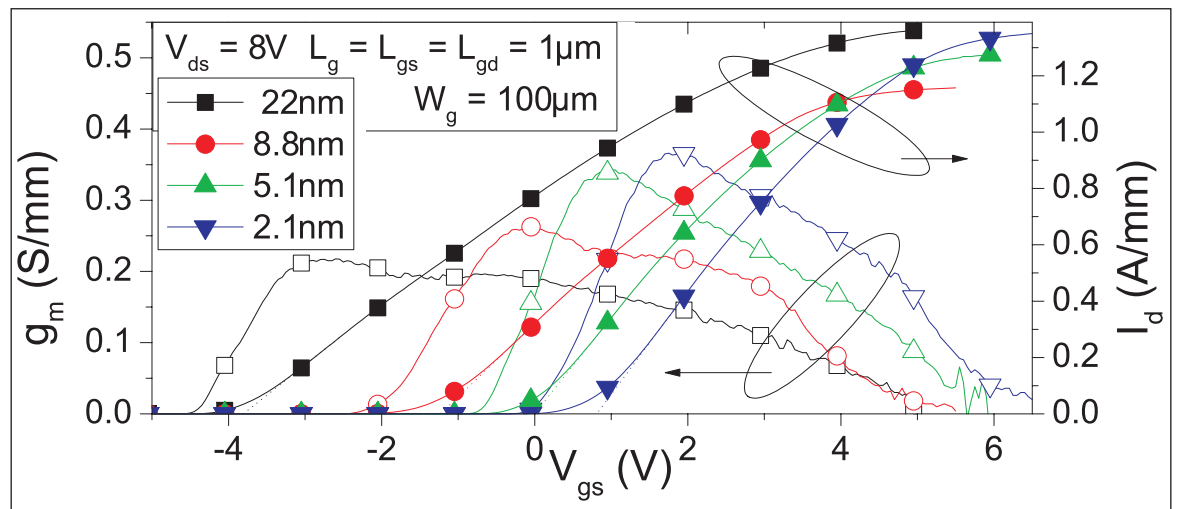 V_ds = 8V L_g = L_gs = L_gd = 1µm
W_g = 100µm
22nm
8.8nm
5.1nm
2.1nm
g_m (S/mm)
0.5
0.4
0.3
0.2
0.1
0.0
I_d (A/mm)
1.2
1.0
0.8
0.6
0.4
0.2
0.0
-4 -2 0 2 4 6
V_gs (V)